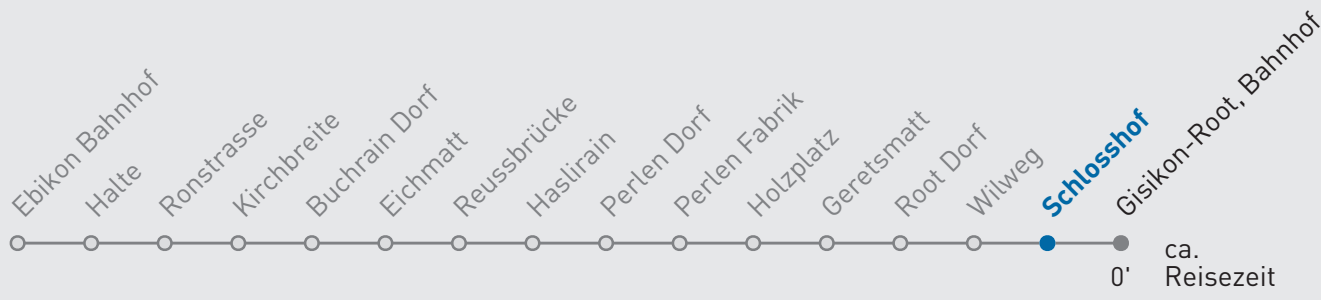 Ebikon Bahnhof
Halte
Ronstrasse
Kirchbreite
Buchrain Dorf
Eichmatt
Reussbrücke
Haslirain
Perlen Dorf
Perlen Fabrik
Holzplatz
Geretsmatt
Root Dorf
Wilweg
Schlosshof
Gisikon-Root, Bahnhof
ca.
0' Reisezeit